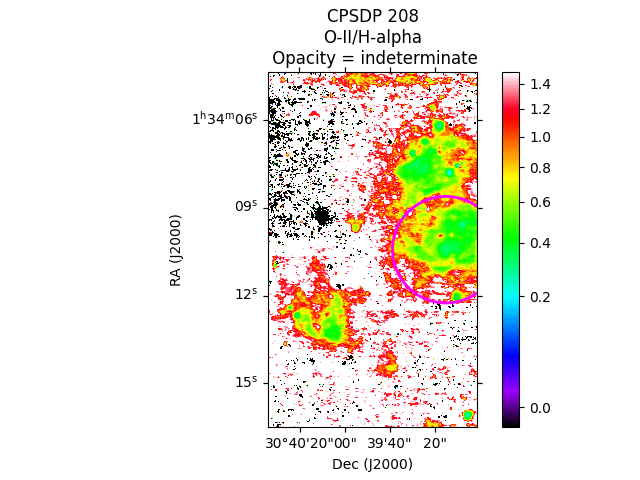 CPSDP 208
O-II/H-alpha
Opacity = indeterminate
1h34m06s
09s
12s
15s
30°40'20" 00" 39'40" 20"
Dec (J2000)
RA (J2000)
1.4
1.2
1.0
0.8
0.6
0.4
0.2
0.0